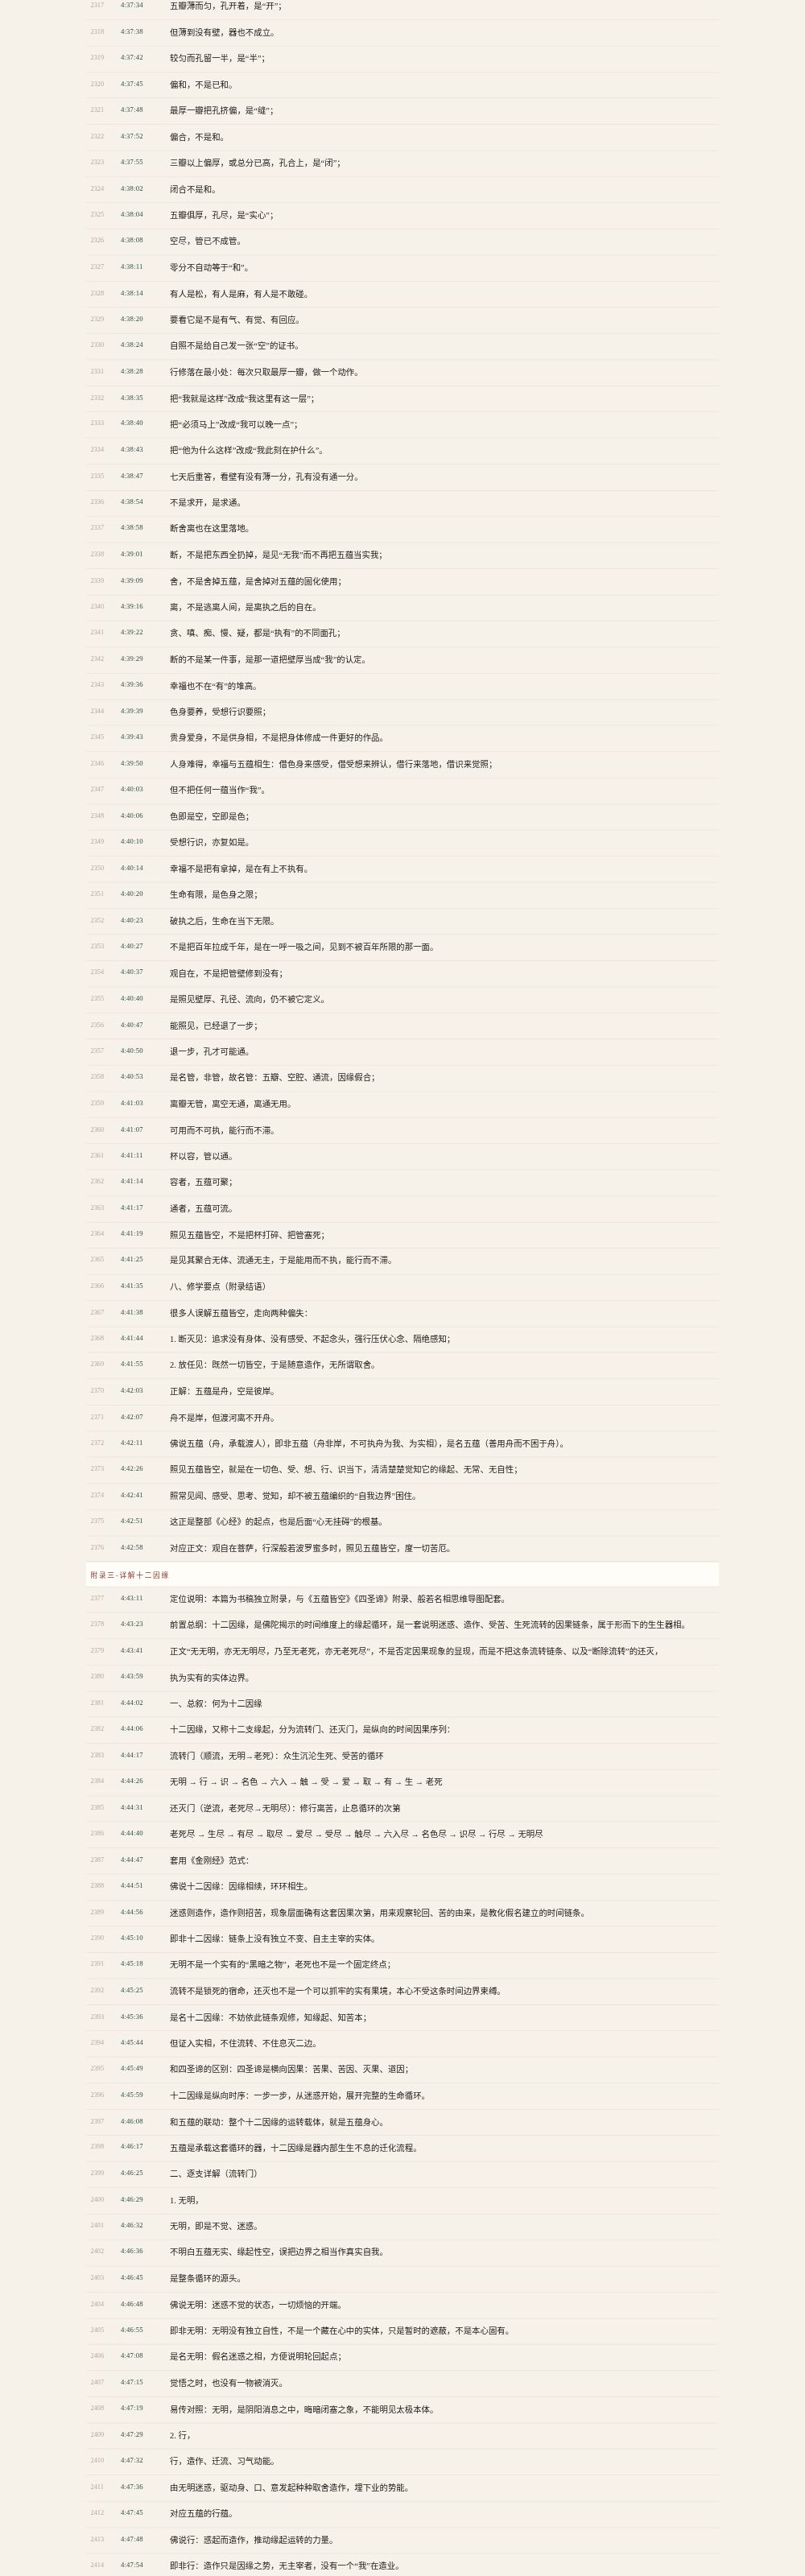 2317 4:37:34 五瓣薄而匀，孔开着，是“开”；
2318 4:37:38 但薄到没有壁，器也不成立。
2319 4:37:42 较匀而孔留一半，是“半”；
2320 4:37:45 偏和，不是已和。
2321 4:37:48 最厚一瓣把孔挤偏，是“缝”；
2322 4:37:52 偏合，不是和。
2323 4:37:55 三瓣以上偏厚，或总分已高，孔合上，是“闭”；
2324 4:38:02 闭合不是和。
2325 4:38:04 五瓣俱厚，孔尽，是“实心”；
2326 4:38:08 空尽，管已不成管。
2327 4:38:11 零分不自动等于“和”。
2328 4:38:14 有人是松，有人是麻，有人是不敢碰。
2329 4:38:20 要看它是不是有气、有觉、有回应。
2330 4:38:24 自照不是给自己发一张“空”的证书。
2331 4:38:28 行修落在最小处：每次只取最厚一瓣，做一个动作。
2332 4:38:35 把“我就是这样”改成“我这里有这一层”；
2333 4:38:40 把“必须马上”改成“我可以晚一点”；
2334 4:38:43 把“他为什么这样”改成“我此刻在护什么”。
2335 4:38:47 七天后重答，看壁有没有薄一分，孔有没有通一分。
2336 4:38:54 不是求开，是求通。
2337 4:38:58 断舍离也在这里落地。
2338 4:39:01 断，不是把东西全扔掉，是见“无我”而不再把五蕴当实我；
2339 4:39:09 舍，不是舍掉五蕴，是舍掉对五蕴的固化使用；
2340 4:39:16 离，不是逃离人间，是离执之后的自在。
2341 4:39:22 贪、嗔、痴、慢、疑，都是“执有”的不同面孔；
2342 4:39:29 断的不是某一件事，是那一道把壁厚当成“我”的认定。
2343 4:39:36 幸福也不在“有”的堆高。
2344 4:39:39 色身要养，受想行识要照；
2345 4:39:43 贵身爱身，不是供身相，不是把身体修成一件更好的作品。
2346 4:39:50 人身难得，幸福与五蕴相生：借色身来感受，借受想来辨认，借行来落地，借识来觉照；
2347 4:40:03 但不把任何一蕴当作“我”。
2348 4:40:06 色即是空，空即是色；
2349 4:40:10 受想行识，亦复如是。
2350 4:40:14 幸福不是把有拿掉，是在有上不执有。
2351 4:40:20 生命有限，是色身之限；
2352 4:40:23 破执之后，生命在当下无限。
2353 4:40:27 不是把百年拉成千年，是在一呼一吸之间，见到不被百年所限的那一面。
2354 4:40:37 观自在，不是把管壁修到没有；
2355 4:40:40 是照见壁厚、孔径、流向，仍不被它定义。
2356 4:40:47 能照见，已经退了一步；
2357 4:40:50 退一步，孔才可能通。
2358 4:40:53 是名管，非管，故名管：五瓣、空腔、通流，因缘假合；
2359 4:41:03 离瓣无管，离空无通，离通无用。
2360 4:41:07 可用而不可执，能行而不滞。
2361 4:41:11 杯以容，管以通。
2362 4:41:14 容者，五蕴可聚；
2363 4:41:17 通者，五蕴可流。
2364 4:41:19 照见五蕴皆空，不是把杯打碎、把管塞死；
2365 4:41:25 是见其聚合无体、流通无主，于是能用而不执，能行而不滞。
2366 4:41:35 八、修学要点（附录结语）
2367 4:41:38 很多人误解五蕴皆空，走向两种偏失：
2368 4:41:44 1. 断灭见：追求没有身体、没有感受、不起念头，强行压伏心念、隔绝感知；
2369 4:41:55 2. 放任见：既然一切皆空，于是随意造作，无所谓取舍。
2370 4:42:03 正解：五蕴是舟，空是彼岸。
2371 4:42:07 舟不是岸，但渡河离不开舟。
2372 4:42:11 佛说五蕴（舟，承载渡人），即非五蕴（舟非岸，不可执舟为我、为实相），是名五蕴（善用舟而不困于舟）。
2373 4:42:26 照见五蕴皆空，就是在一切色、受、想、行、识当下，清清楚楚觉知它的缘起、无常、无自性；
2374 4:42:41 照常见闻、感受、思考、觉知，却不被五蕴编织的“自我边界”困住。
2375 4:42:51 这正是整部《心经》的起点，也是后面“心无挂碍”的根基。
2376 4:42:58 对应正文：观自在菩萨，行深般若波罗蜜多时，照见五蕴皆空，度一切苦厄。
附录三-详解十二因缘
2377 4:43:11 定位说明：本篇为书稿独立附录，与《五蕴皆空》《四圣谛》附录、般若名相思维导图配套。
2378 4:43:23 前置总纲：十二因缘，是佛陀揭示的时间维度上的缘起循环，是一套说明迷惑、造作、受苦、生死流转的因果链条，属于形而下的生生器相。
2379 4:43:41 正文“无无明，亦无无明尽，乃至无老死，亦无老死尽”，不是否定因果现象的显现，而是不把这条流转链条、以及“断除流转”的还灭，
2380 4:43:59 执为实有的实体边界。
2381 4:44:02 一、总叙：何为十二因缘
2382 4:44:06 十二因缘，又称十二支缘起，分为流转门、还灭门，是纵向的时间因果序列：
2383 4:44:17 流转门（顺流，无明→老死）：众生沉沦生死、受苦的循环
2384 4:44:26 无明 → 行 → 识 → 名色 → 六入 → 触 → 受 → 爱 → 取 → 有 → 生 → 老死
2385 4:44:31 还灭门（逆流，老死尽→无明尽）：修行离苦，止息循环的次第
2386 4:44:40 老死尽 → 生尽 → 有尽 → 取尽 → 爱尽 → 受尽 → 触尽 → 六入尽 → 名色尽 → 识尽 → 行尽 → 无明尽
2387 4:44:47 套用《金刚经》范式：
2388 4:44:51 佛说十二因缘：因缘相续，环环相生。
2389 4:44:56 迷惑则造作，造作则招苦，现象层面确有这套因果次第，用来观察轮回、苦的由来，是教化假名建立的时间链条。
2390 4:45:10 即非十二因缘：链条上没有独立不变、自主主宰的实体。
2391 4:45:18 无明不是一个实有的“黑暗之物”，老死也不是一个固定终点；
2392 4:45:25 流转不是锁死的宿命，还灭也不是一个可以抓牢的实有果境，本心不受这条时间边界束缚。
2393 4:45:36 是名十二因缘：不妨依此链条观修，知缘起、知苦本；
2394 4:45:44 但证入实相，不住流转、不住息灭二边。
2395 4:45:49 和四圣谛的区别：四圣谛是横向因果：苦果、苦因、灭果、道因；
2396 4:45:59 十二因缘是纵向时序：一步一步，从迷惑开始，展开完整的生命循环。
2397 4:46:08 和五蕴的联动：整个十二因缘的运转载体，就是五蕴身心。
2398 4:46:17 五蕴是承载这套循环的器，十二因缘是器内部生生不息的迁化流程。
2399 4:46:25 二、逐支详解（流转门）
2400 4:46:29 1. 无明，
2401 4:46:32 无明，即是不觉、迷惑。
2402 4:46:36 不明白五蕴无实、缘起性空，误把边界之相当作真实自我。
2403 4:46:45 是整条循环的源头。
2404 4:46:48 佛说无明：迷惑不觉的状态，一切烦恼的开端。
2405 4:46:55 即非无明：无明没有独立自性，不是一个藏在心中的实体，只是暂时的遮蔽，不是本心固有。
2406 4:47:08 是名无明：假名迷惑之相，方便说明轮回起点；
2407 4:47:15 觉悟之时，也没有一物被消灭。
2408 4:47:19 易传对照：无明，是阴阳消息之中，晦暗闭塞之象，不能明见太极本体。
2409 4:47:29 2. 行，
2410 4:47:32 行，造作、迁流、习气动能。
2411 4:47:36 由无明迷惑，驱动身、口、意发起种种取舍造作，埋下业的势能。
2412 4:47:45 对应五蕴的行蕴。
2413 4:47:48 佛说行：惑起而造作，推动缘起运转的力量。
2414 4:47:54 即非行：造作只是因缘之势，无主宰者，没有一个“我”在造业。